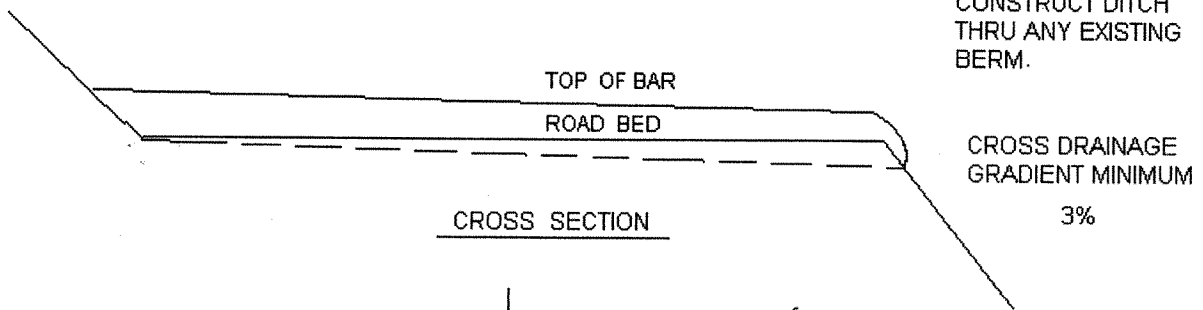 CONSTRUCT DITCH
THRU ANY EXISTING
BERM.
TOP OF BAR
ROAD BED
CROSS DRAINAGE
GRADIENT MINIMUM
3%
CROSS SECTION